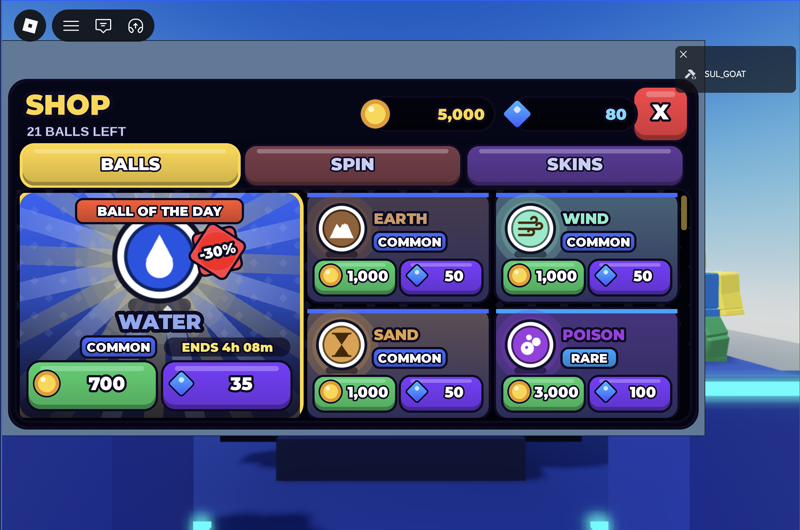 SUL_GOAT
SHOP
21 BALLS LEFT
5,000
80
X
BALLS
SPIN
SKINS
BALL OF THE DAY
-30%
WATER
COMMON
ENDS 4h 08m
700
35
EARTH
COMMON
1,000
50
WIND
COMMON
1,000
50
SAND
COMMON
1,000
50
POISON
RARE
3,000
100